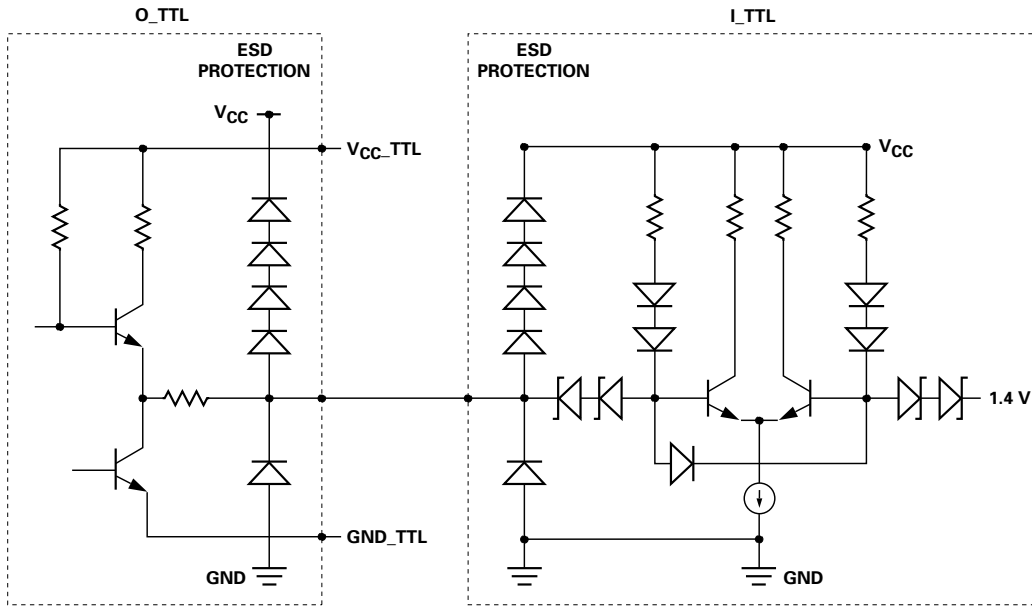 O_TTL
I_TTL
ESD
PROTECTION
ESD
PROTECTION
VCC
VCC_TTL
VCC
1.4 V
GND_TTL
GND
GND